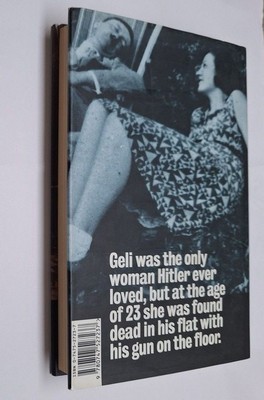 Geli was the only
woman Hitler ever
loved, but at the age
of 23 she was found
dead in his flat with
his gun on the floor.